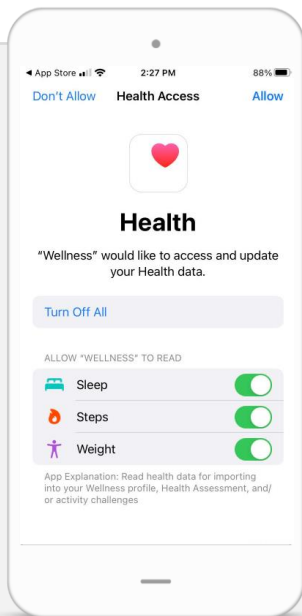 App Store 2:27 PM 88%
Don't Allow Health Access Allow
Health
"Wellness" would like to access and update
your Health data.
Turn Off All
ALLOW "WELLNESS" TO READ
Sleep
Steps
Weight
App Explanation: Read health data for importing
into your Wellness profile, Health Assessment, and/
or activity challenges